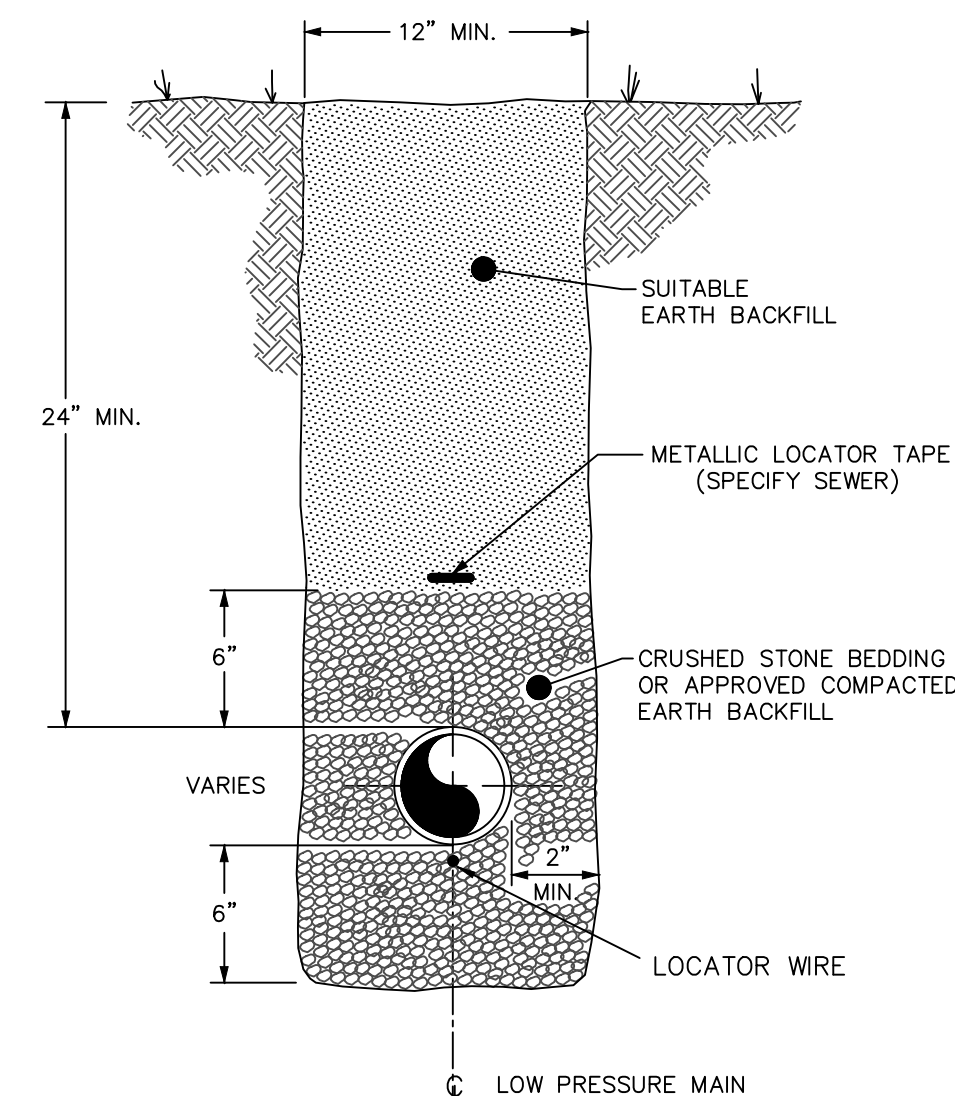 12” MIN.
SUITABLE
EARTH BACKFILL
24” MIN.
METALLIC LOCATOR TAPE
(SPECIFY SEWER)
6”
CRUSHED STONE BEDDING
OR APPROVED COMPACTED
EARTH BACKFILL
VARIES
2”
MIN.
6”
LOCATOR WIRE
℄ LOW PRESSURE MAIN